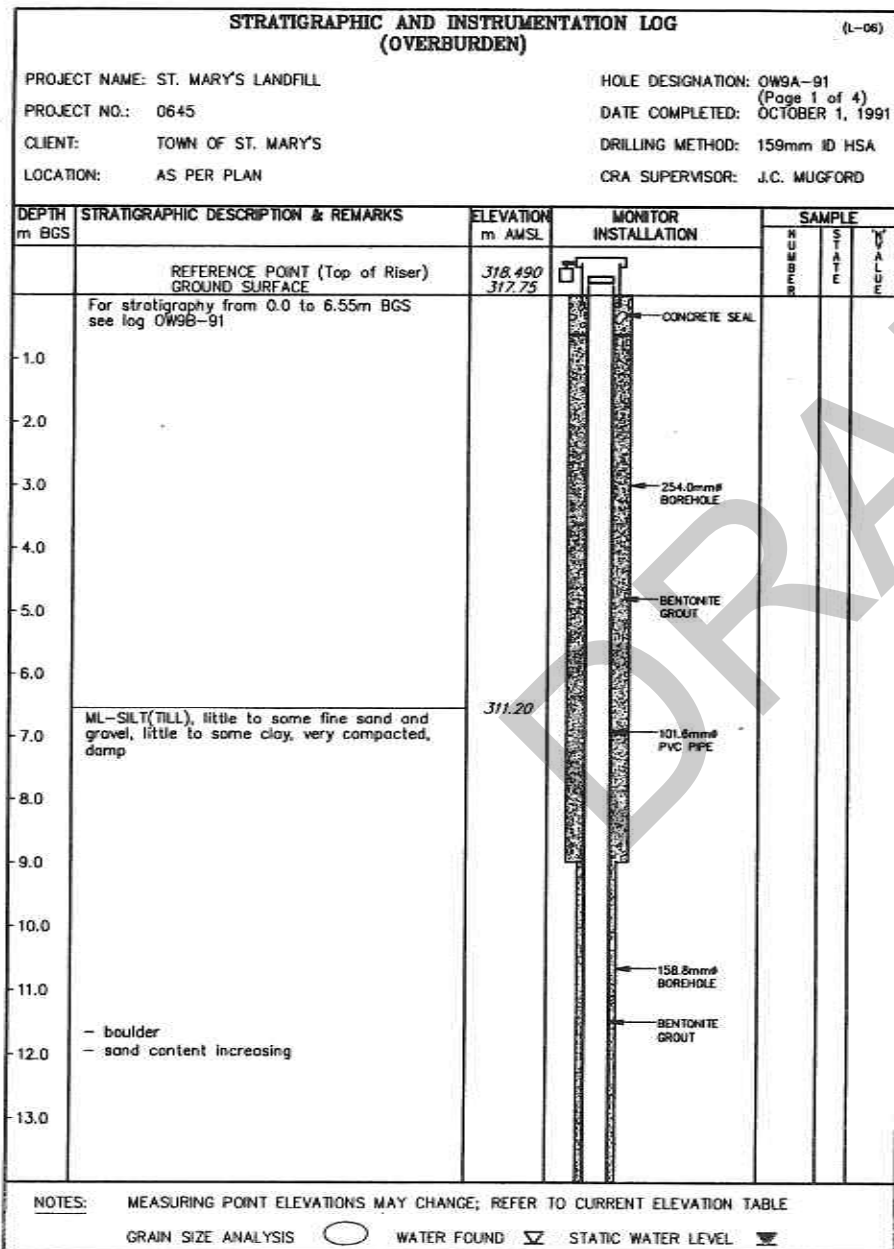 STRATIGRAPHIC AND INSTRUMENTATION LOG
(OVERBURDEN)
(L-06)
PROJECT NAME: ST. MARY'S LANDFILL
HOLE DESIGNATION: OW9A-91
(Page 1 of 4)
PROJECT NO.: 0645
DATE COMPLETED: OCTOBER 1, 1991
CLIENT: TOWN OF ST. MARY'S
DRILLING METHOD: 159mm ID HSA
LOCATION: AS PER PLAN
CRA SUPERVISOR: J.C. MUGFORD
DEPTH m BGS
STRATIGRAPHIC DESCRIPTION & REMARKS
ELEVATION m AMSL
MONITOR INSTALLATION
SAMPLE
NUMBER
STATE
'N' VALUE
REFERENCE POINT (Top of Riser) 318.490
GROUND SURFACE 317.75
For stratigraphy from 0.0 to 6.55m BGS
see log OW9B-91
CONCRETE SEAL
1.0
2.0
3.0
254.0mmø
BOREHOLE
4.0
5.0
BENTONITE
GROUT
6.0
311.20
ML-SILT(TILL), little to some fine sand and
gravel, little to some clay, very compacted,
damp
7.0
101.6mmø
PVC PIPE
8.0
9.0
10.0
158.8mmø
BOREHOLE
11.0
BENTONITE
GROUT
- boulder
- sand content increasing
12.0
13.0
NOTES: MEASURING POINT ELEVATIONS MAY CHANGE; REFER TO CURRENT ELEVATION TABLE
GRAIN SIZE ANALYSIS WATER FOUND STATIC WATER LEVEL
DRA